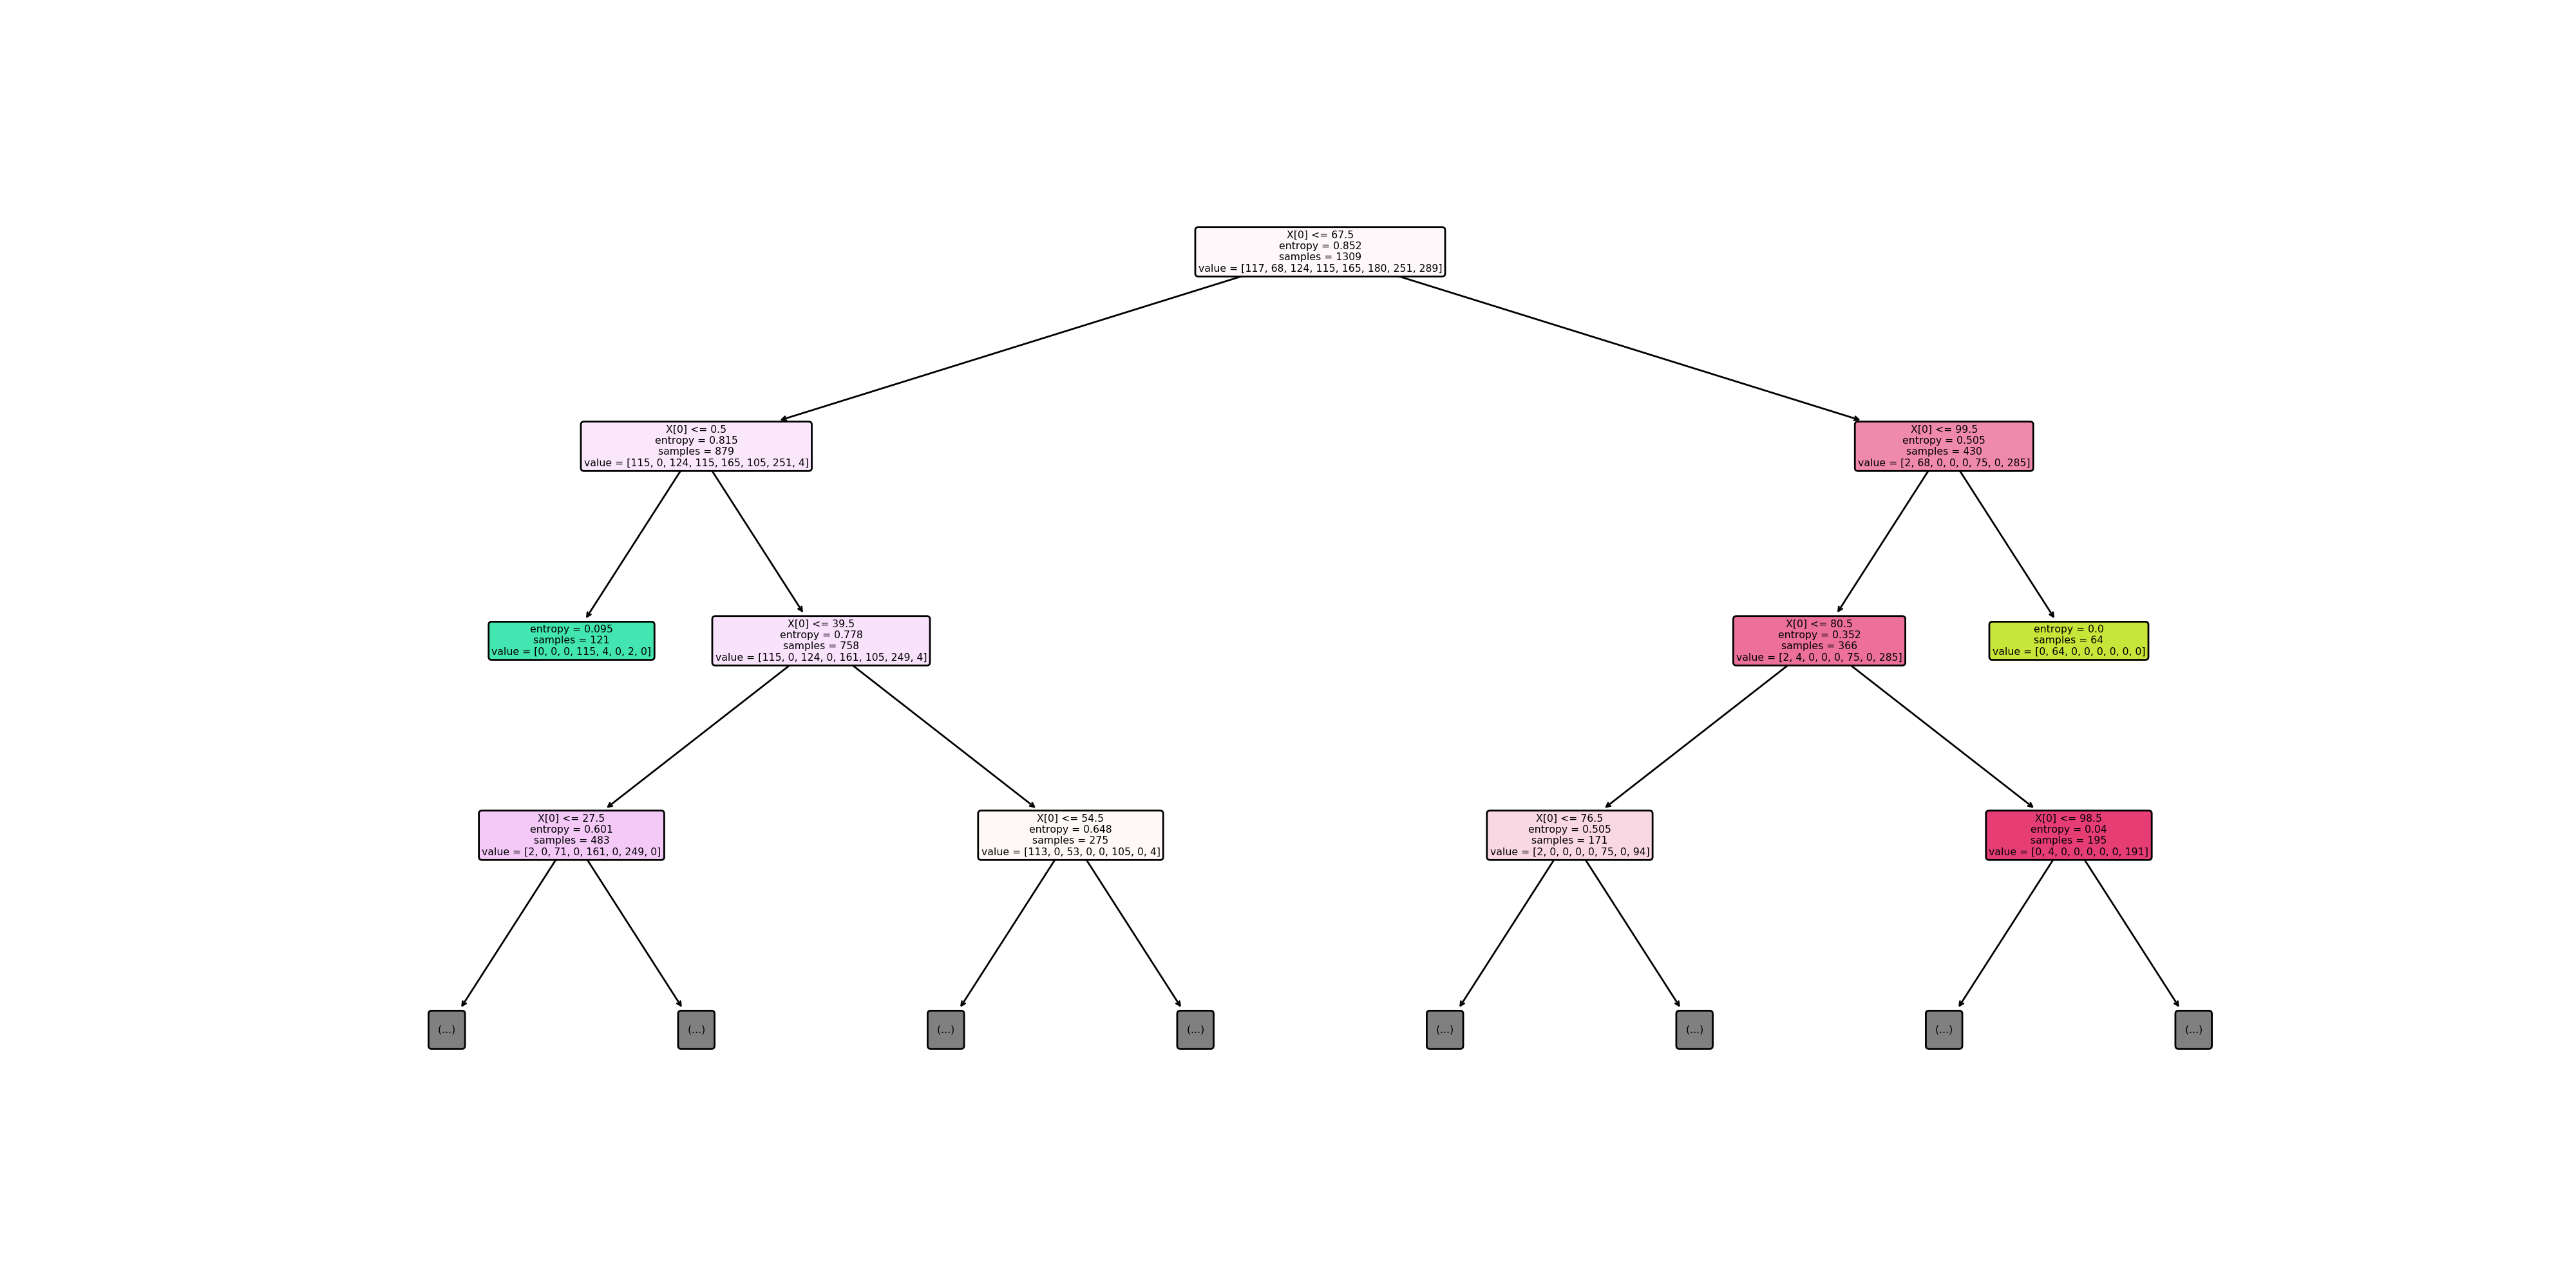 X[0] <= 67.5
entropy = 0.852
samples = 1309
value = [117, 68, 124, 115, 165, 180, 251, 289]
X[0] <= 0.5
entropy = 0.815
samples = 879
value = [115, 0, 124, 115, 165, 105, 251, 4]
X[0] <= 99.5
entropy = 0.505
samples = 430
value = [2, 68, 0, 0, 0, 75, 0, 285]
entropy = 0.095
samples = 121
value = [0, 0, 0, 115, 4, 0, 2, 0]
X[0] <= 39.5
entropy = 0.778
samples = 758
value = [115, 0, 124, 0, 161, 105, 249, 4]
X[0] <= 80.5
entropy = 0.352
samples = 366
value = [2, 4, 0, 0, 0, 75, 0, 285]
entropy = 0.0
samples = 64
value = [0, 64, 0, 0, 0, 0, 0, 0]
X[0] <= 27.5
entropy = 0.601
samples = 483
value = [2, 0, 71, 0, 161, 0, 249, 0]
X[0] <= 54.5
entropy = 0.648
samples = 275
value = [113, 0, 53, 0, 0, 105, 0, 4]
X[0] <= 76.5
entropy = 0.505
samples = 171
value = [2, 0, 0, 0, 0, 75, 0, 94]
X[0] <= 98.5
entropy = 0.04
samples = 195
value = [0, 4, 0, 0, 0, 0, 0, 191]
(...)
(...)
(...)
(...)
(...)
(...)
(...)
(...)